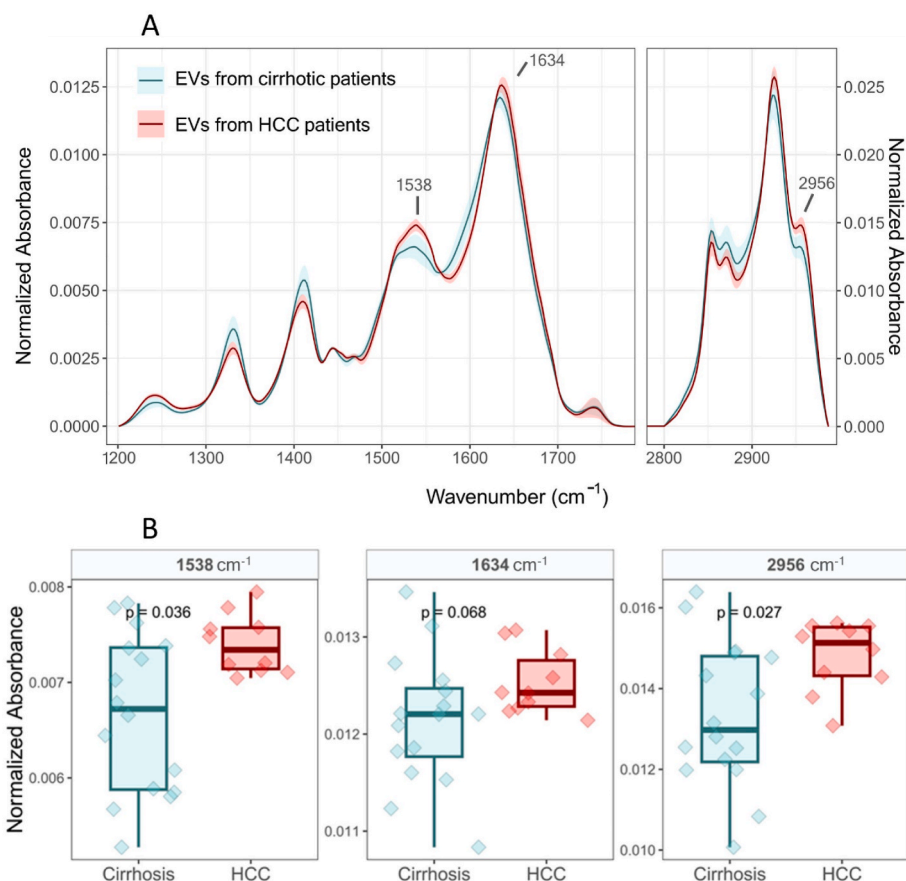 A
EVs from cirrhotic patients
EVs from HCC patients
1634
1538
2956
Normalized Absorbance
0.0125
0.0100
0.0075
0.0050
0.0025
0.0000
0.025
0.020
0.015
0.010
0.005
0.000
Normalized Absorbance
1200 1300 1400 1500 1600 1700 2800 2900
Wavenumber (cm⁻¹)
B
1538 cm⁻¹ 1634 cm⁻¹ 2956 cm⁻¹
Normalized Absorbance
0.008
0.007
0.006
p = 0.036
0.013
0.012
0.011
p = 0.068
0.016
0.014
0.012
0.010
p = 0.027
Cirrhosis HCC Cirrhosis HCC Cirrhosis HCC